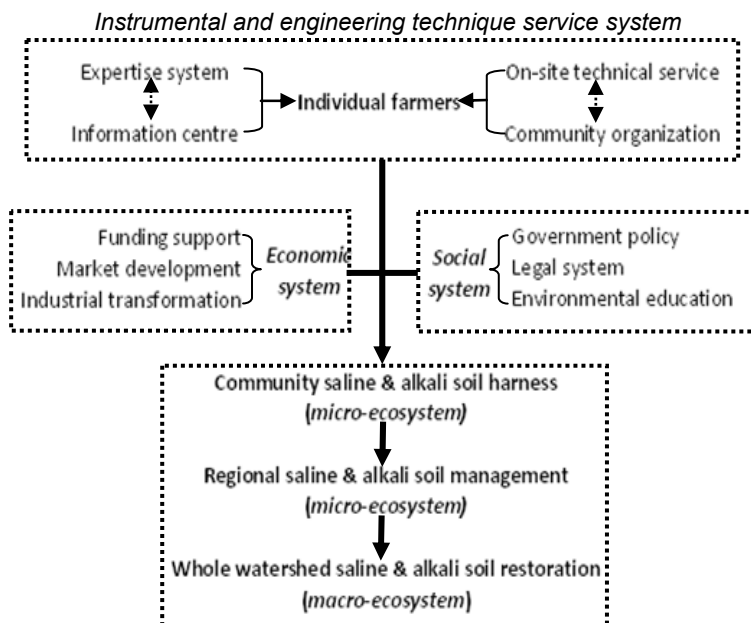 Instrumental and engineering technique service system
Expertise system
On-site technical service
Individual farmers
Information centre
Community organization
Funding support
Market development
Industrial transformation
Economic
system
Social
system
Government policy
Legal system
Environmental education
Community saline & alkali soil harness
(micro-ecosystem)
Regional saline & alkali soil management
(micro-ecosystem)
Whole watershed saline & alkali soil restoration
(macro-ecosystem)